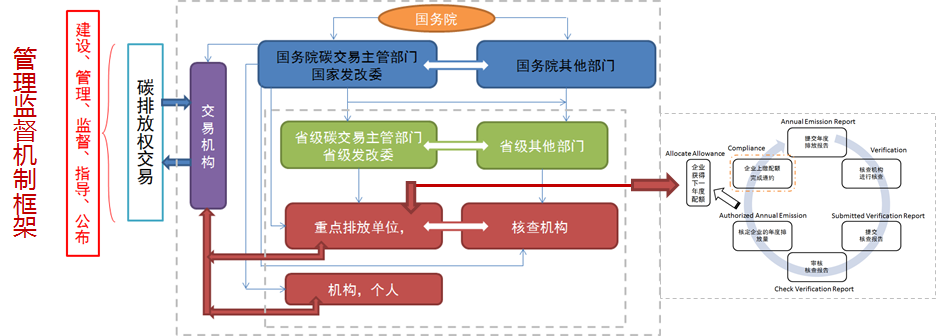 管理监督机制框架
建设、管理、监督、指导、公布
碳排放权交易
交易机构
国务院
国务院碳交易主管部门
国家发改委
国务院其他部门
省级碳交易主管部门
省级发改委
省级其他部门
重点排放单位，
核查机构
机构，个人
Annual Emission Report
提交年度
排放报告
Verification
核查机构
进行核查
Submitted Verification Report
提交
核查报告
审核
核查报告
Check Verification Report
Authorized Annual Emission
核定企业的年度排
放量
Compliance
企业上缴配额
完成遵约
Allocate Allowance
企业
获得
下一
年度
配额